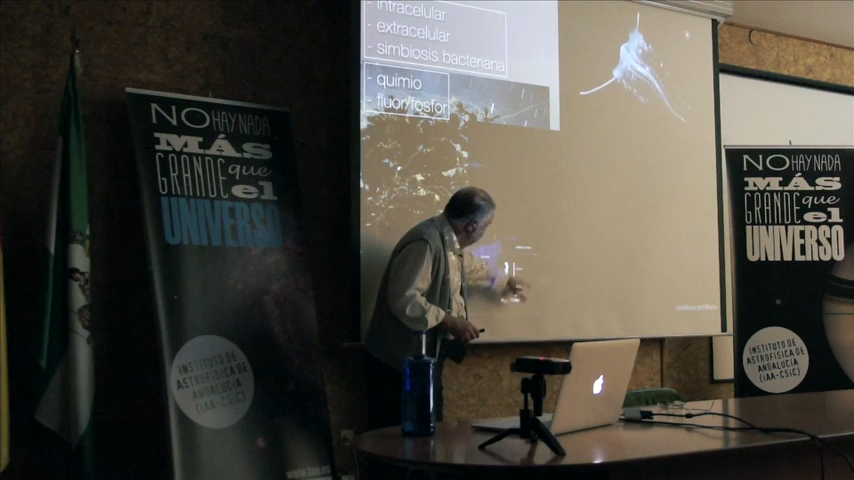 - intracelular
- extracelular
- simbiosis bacteriana
- quimio
- fluor/fosfor
NO HAY NADA
MÁS
GRANDE que
el
UNIVERSO
INSTITUTO DE
ASTROFÍSICA DE
ANDALUCÍA
(IAA-CSIC)
NO HAY NADA
MÁS
GRANDE que
el
UNIVERSO
INSTITUTO DE
ASTROFÍSICA DE
ANDALUCÍA
(IAA-CSIC)